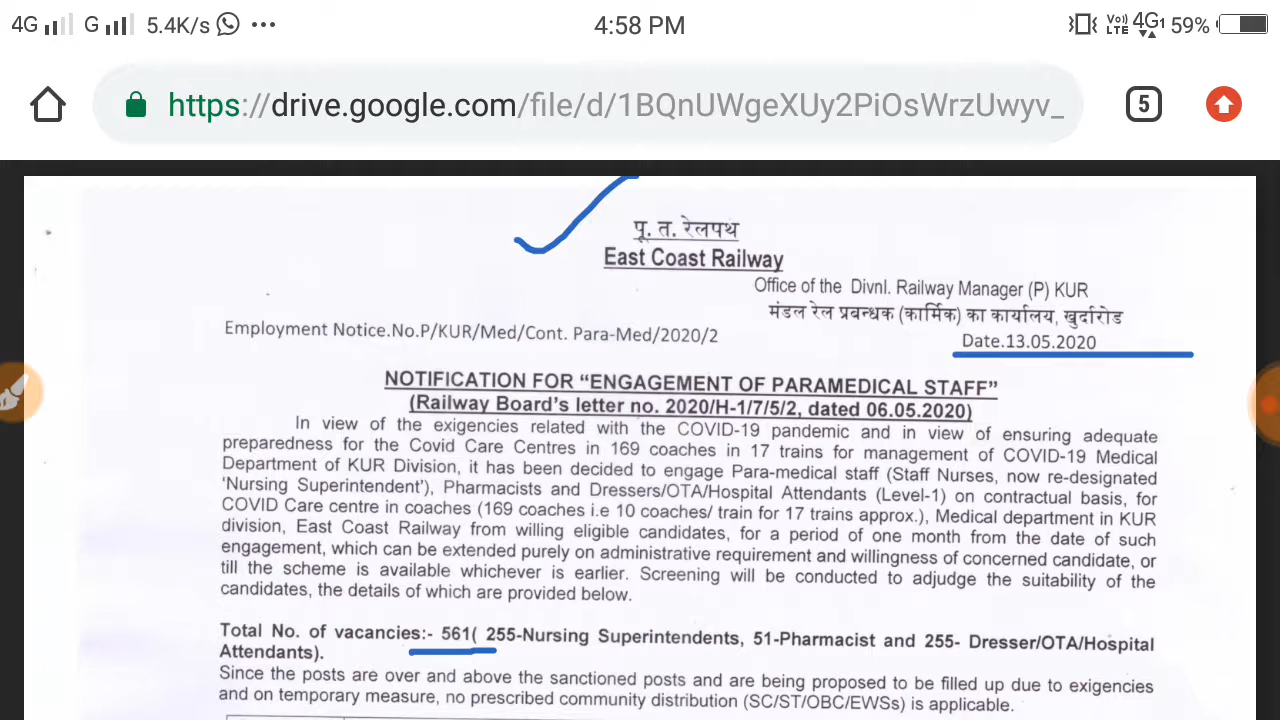 4G G 5.4K/s ••• 4:58 PM VoLTE 4G1 59%
https://drive.google.com/file/d/1BQnUWgeXUy2PiOsWrzUwyv_ 5
पू. त. रेलपथ
East Coast Railway
Office of the Divnl. Railway Manager (P) KUR
मंडल रेल प्रबन्धक (कार्मिक) का कार्यालय, खुर्दारोड
Employment Notice.No.P/KUR/Med/Cont. Para-Med/2020/2
Date.13.05.2020
NOTIFICATION FOR “ENGAGEMENT OF PARAMEDICAL STAFF”
(Railway Board’s letter no. 2020/H-1/7/5/2, dated 06.05.2020)
In view of the exigencies related with the COVID-19 pandemic and in view of ensuring adequate
preparedness for the Covid Care Centres in 169 coaches in 17 trains for management of COVID-19 Medical
Department of KUR Division, it has been decided to engage Para-medical staff (Staff Nurses, now re-designated
‘Nursing Superintendent’), Pharmacists and Dressers/OTA/Hospital Attendants (Level-1) on contractual basis, for
COVID Care centre in coaches (169 coaches i.e 10 coaches/ train for 17 trains approx.), Medical department in KUR
division, East Coast Railway from willing eligible candidates, for a period of one month from the date of such
engagement, which can be extended purely on administrative requirement and willingness of concerned candidate, or
till the scheme is available whichever is earlier. Screening will be conducted to adjudge the suitability of the
candidates, the details of which are provided below.
Total No. of vacancies:- 561( 255-Nursing Superintendents, 51-Pharmacist and 255- Dresser/OTA/Hospital
Attendants).
Since the posts are over and above the sanctioned posts and are being proposed to be filled up due to exigencies
and on temporary measure, no prescribed community distribution (SC/ST/OBC/EWSs) is applicable.